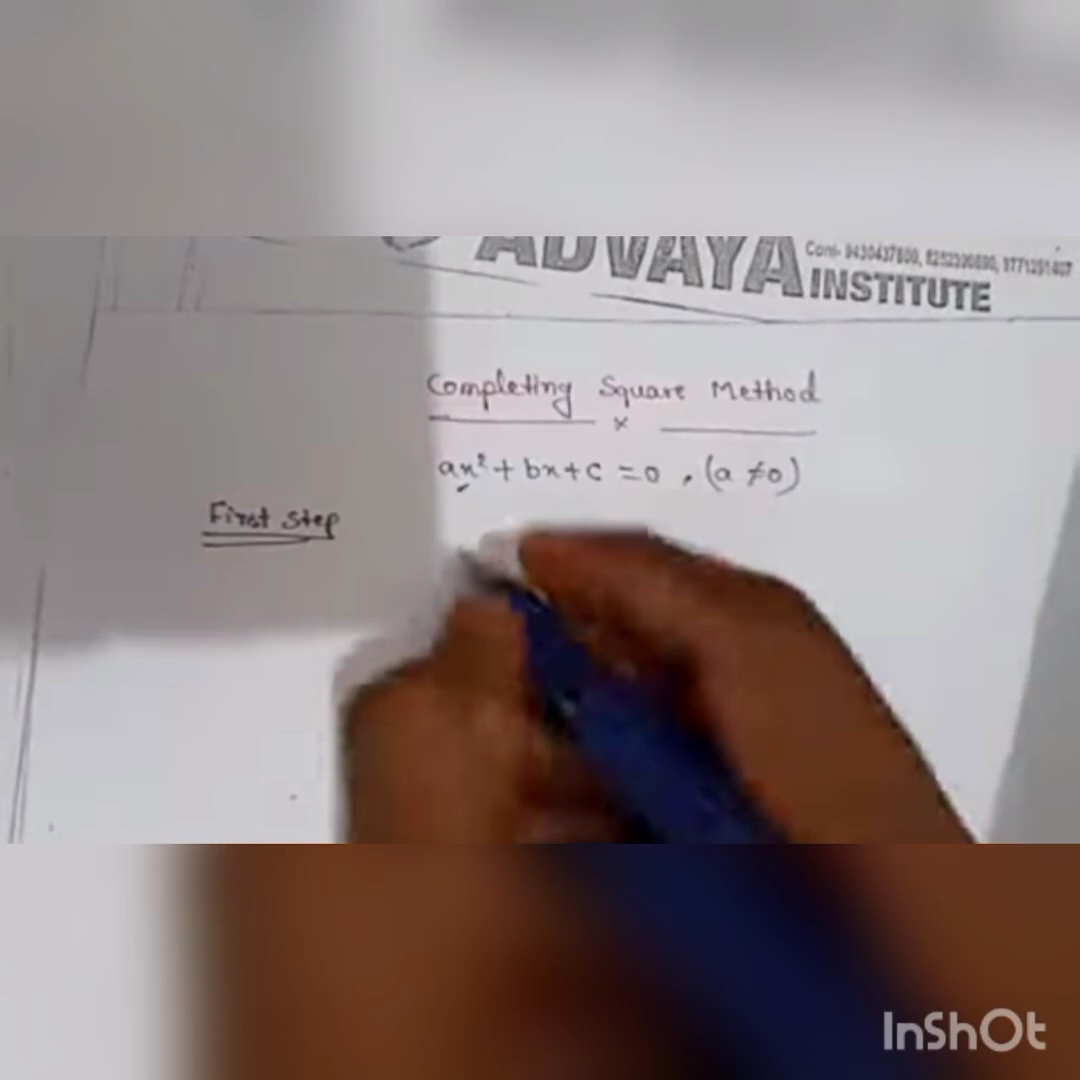 ADVAYA
INSTITUTE
Completing Square Method
x
ax²+bx+c =0 , (a ≠0)
First Step
InShOt